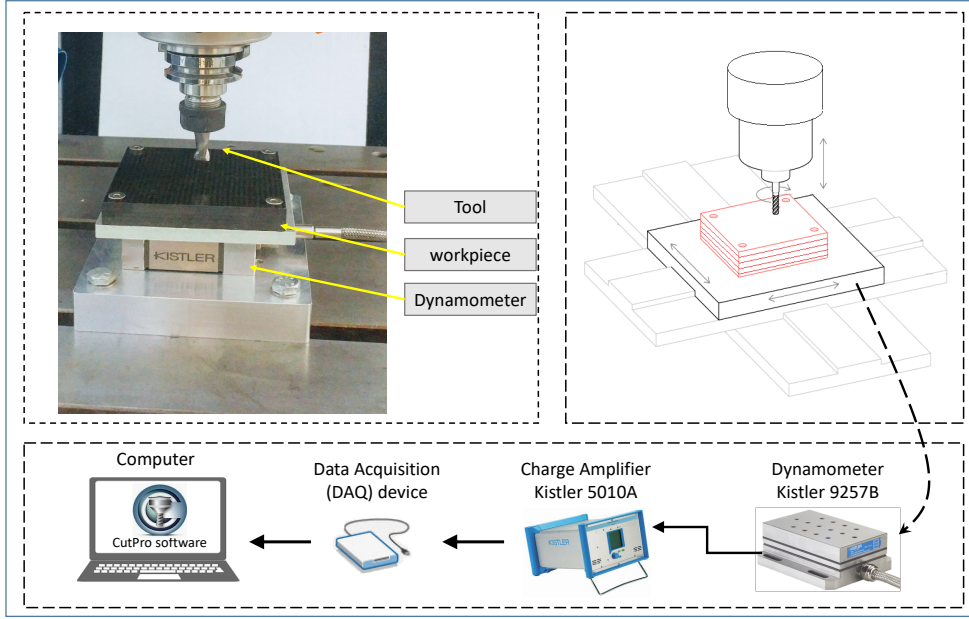 Tool
workpiece
KISTLER
Dynamometer
Computer
CutPro software
Data Acquisition
(DAQ) device
Charge Amplifier
Kistler 5010A
KISTLER
Dynamometer
Kistler 9257B